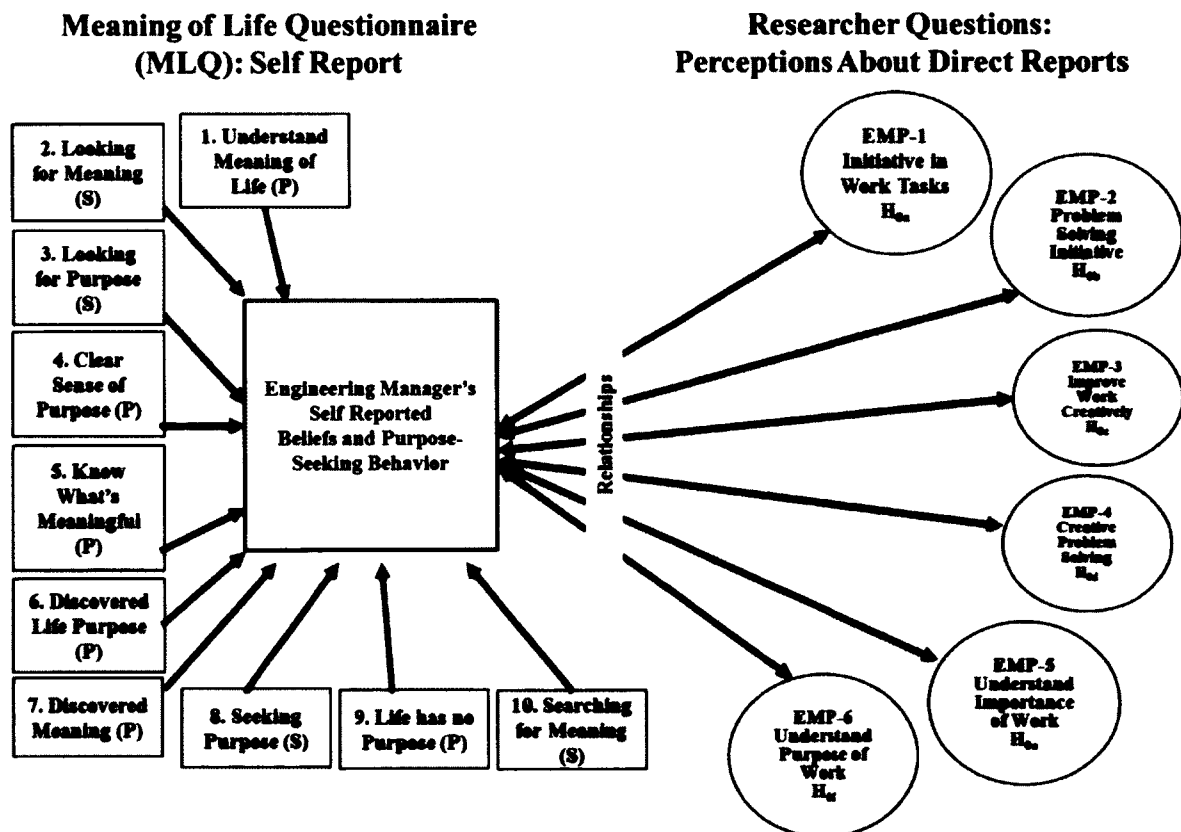 Meaning of Life Questionnaire
(MLQ): Self Report
Researcher Questions:
Perceptions About Direct Reports
1. Understand
Meaning of
Life (P)
2. Looking
for Meaning
(S)
3. Looking
for Purpose
(S)
4. Clear
Sense of
Purpose (P)
5. Know
What's
Meaningful
(P)
6. Discovered
Life Purpose
(P)
7. Discovered
Meaning (P)
8. Seeking
Purpose (S)
9. Life has no
Purpose (P)
10. Searching
for Meaning
(S)
Engineering Manager's
Self Reported
Beliefs and Purpose-
Seeking Behavior
Relationships
EMP-1
Initiative in
Work Tasks
EMP-2
Problem
Solving
Initiative
EMP-3
Improve
Work
Creatively
EMP-4
Creative
Problem
Solving
EMP-5
Understand
Importance
of Work
EMP-6
Understand
Purpose of
Work